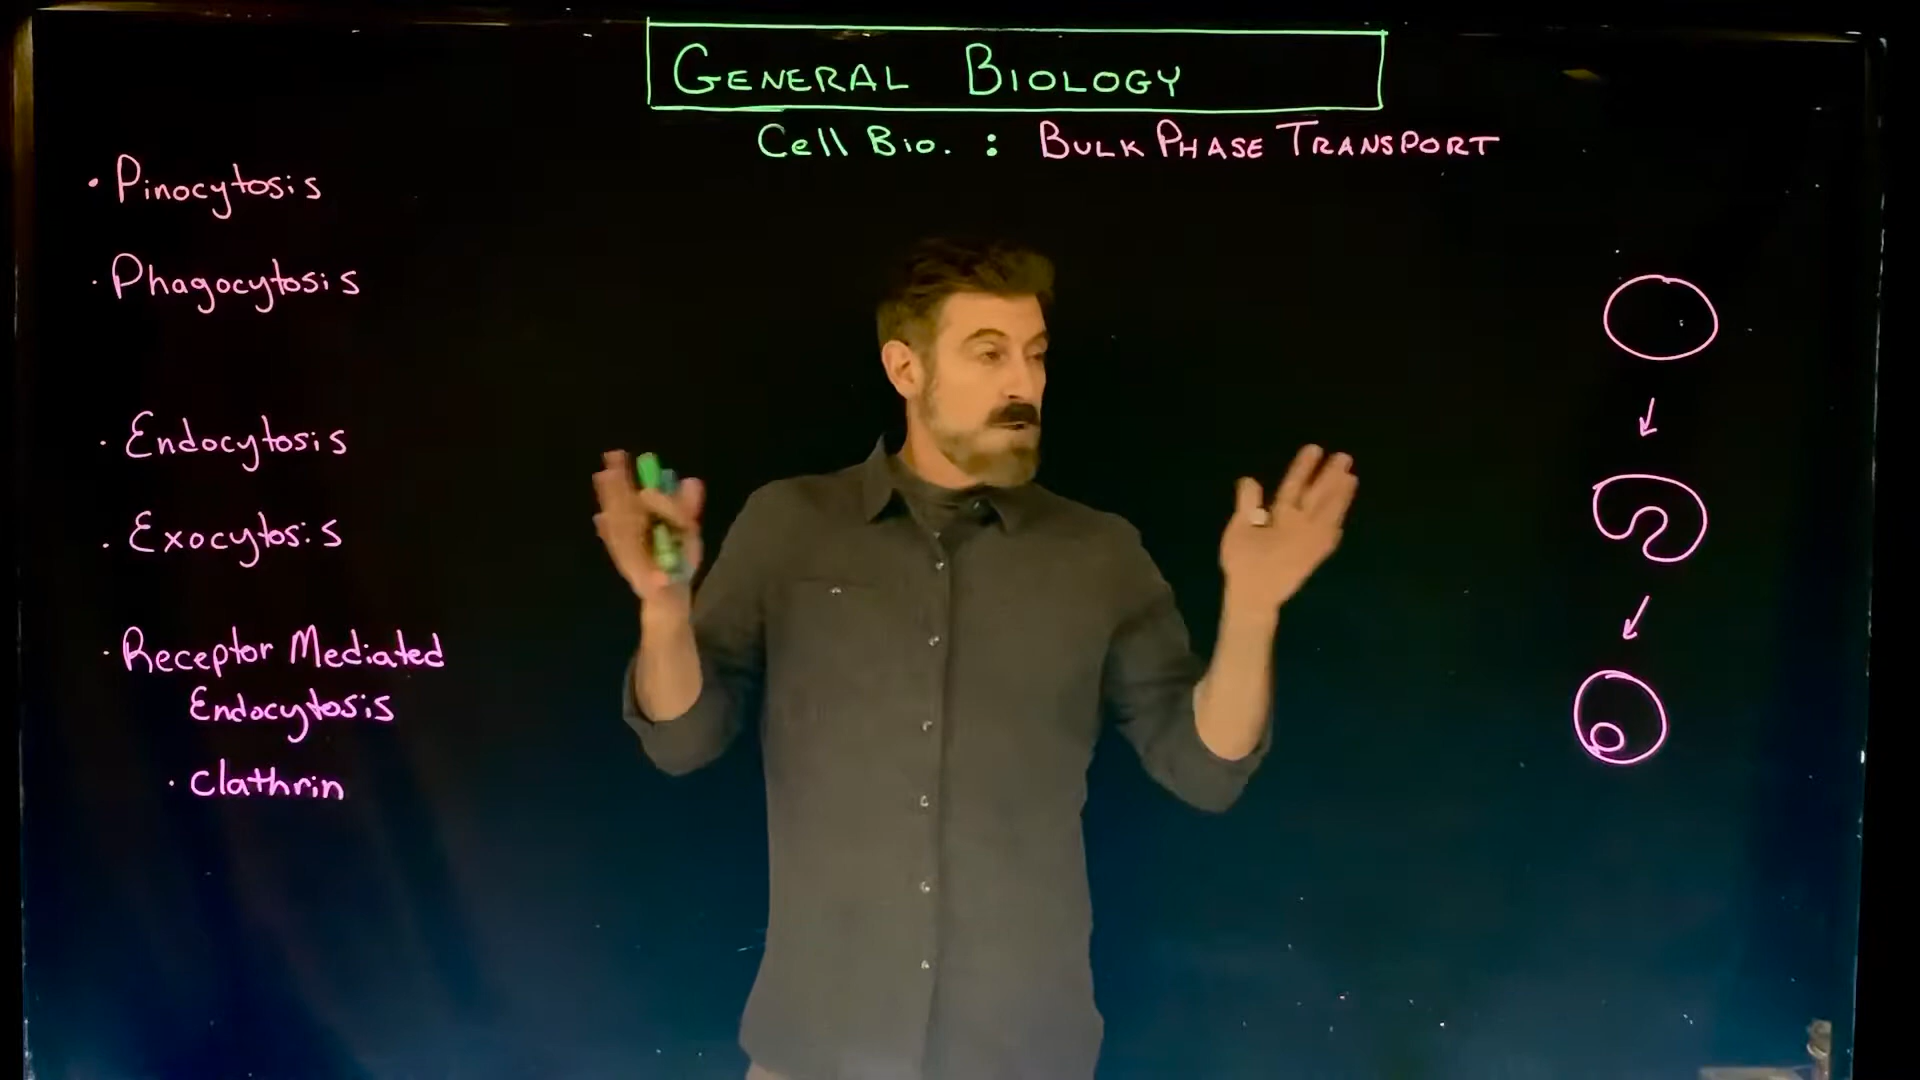 GENERAL BIOLOGY
Cell Bio. : BULK PHASE TRANSPORT
• Pinocytosis
• Phagocytosis
• Endocytosis
• Exocytosis
• Receptor Mediated
Endocytosis
• Clathrin